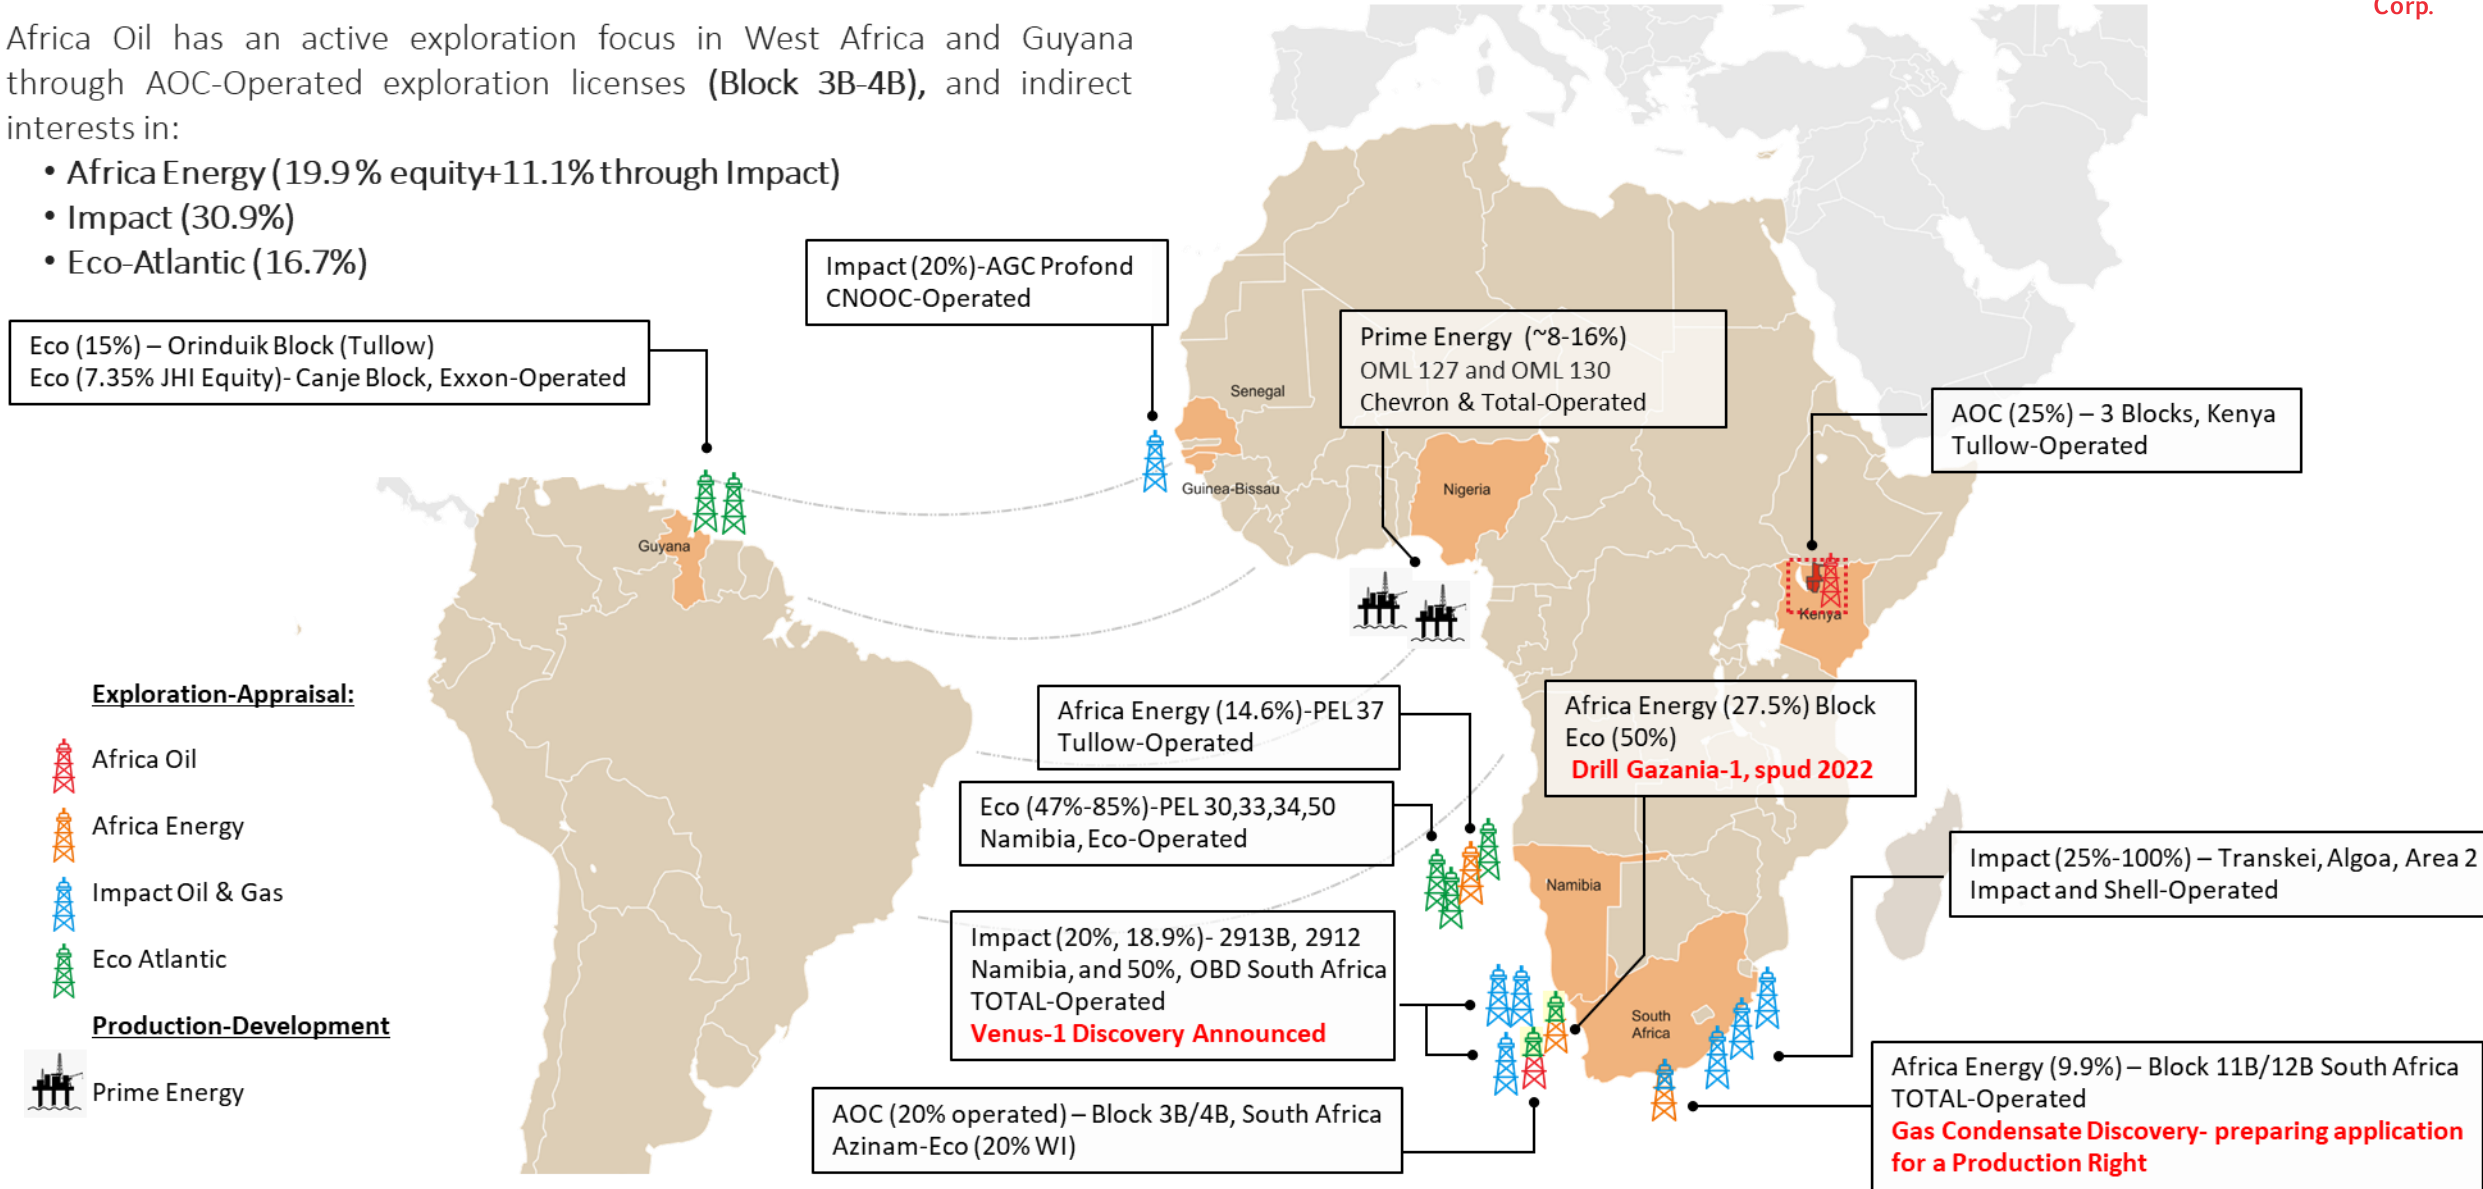 Corp.
Africa Oil has an active exploration focus in West Africa and Guyana
through AOC-Operated exploration licenses (Block 3B-4B), and indirect
interests in:
• Africa Energy (19.9% equity+11.1% through Impact)
• Impact (30.9%)
• Eco-Atlantic (16.7%)
Impact (20%)-AGC Profond
CNOOC-Operated
Eco (15%) – Orinduik Block (Tullow)
Eco (7.35% JHI Equity)- Canje Block, Exxon-Operated
Prime Energy (~8-16%)
OML 127 and OML 130
Chevron & Total-Operated
AOC (25%) – 3 Blocks, Kenya
Tullow-Operated
Senegal
Guinea-Bissau
Nigeria
Guyana
Kenya
Exploration-Appraisal:
Africa Oil
Africa Energy
Impact Oil & Gas
Eco Atlantic
Production-Development
Prime Energy
Africa Energy (14.6%)-PEL 37
Tullow-Operated
Africa Energy (27.5%) Block
Eco (50%)
Drill Gazania-1, spud 2022
Eco (47%-85%)-PEL 30,33,34,50
Namibia, Eco-Operated
Namibia
Impact (25%-100%) – Transkei, Algoa, Area 2
Impact and Shell-Operated
Impact (20%, 18.9%)- 2913B, 2912
Namibia, and 50%, OBD South Africa
TOTAL-Operated
Venus-1 Discovery Announced
South
Africa
AOC (20% operated) – Block 3B/4B, South Africa
Azinam-Eco (20% WI)
Africa Energy (9.9%) – Block 11B/12B South Africa
TOTAL-Operated
Gas Condensate Discovery- preparing application
for a Production Right